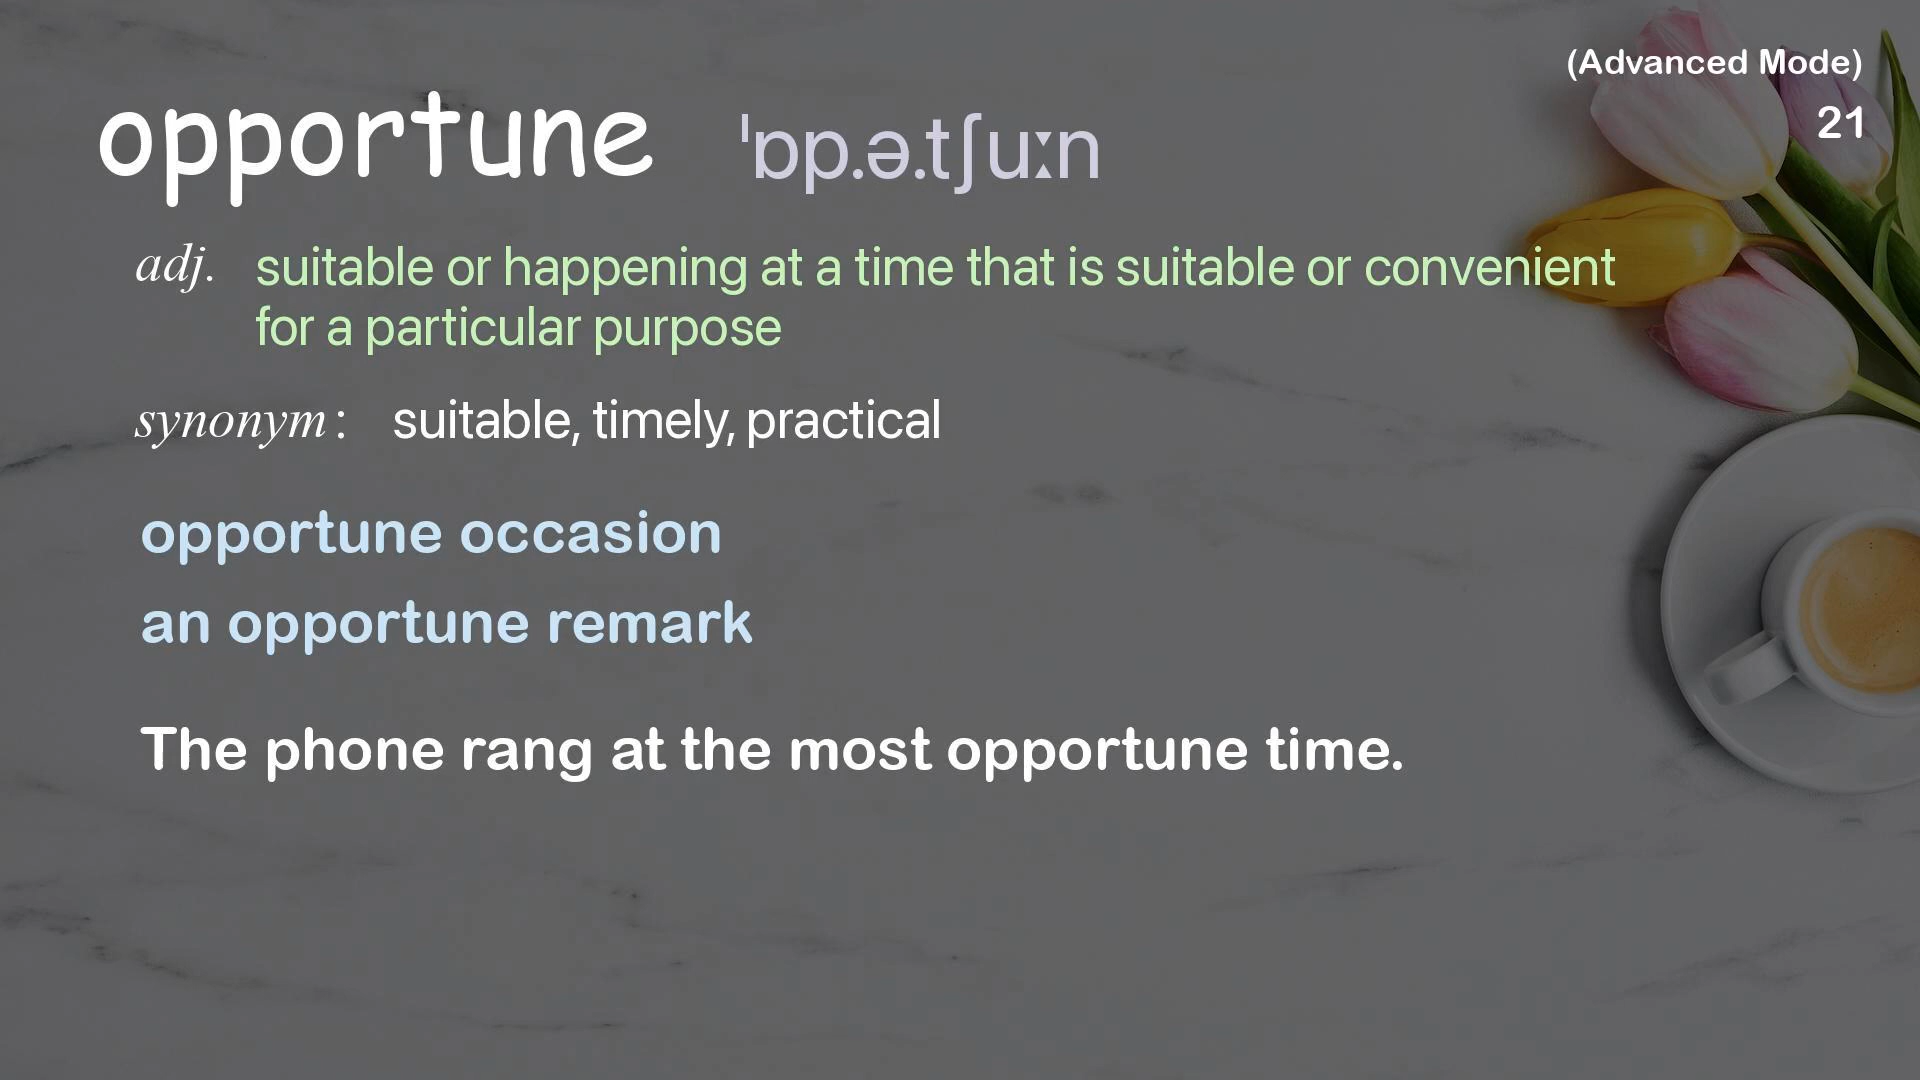 (Advanced Mode)
21
opportune ˈɒp.ə.tʃuːn
adj. suitable or happening at a time that is suitable or convenient
for a particular purpose
synonym: suitable, timely, practical
opportune occasion
an opportune remark
The phone rang at the most opportune time.